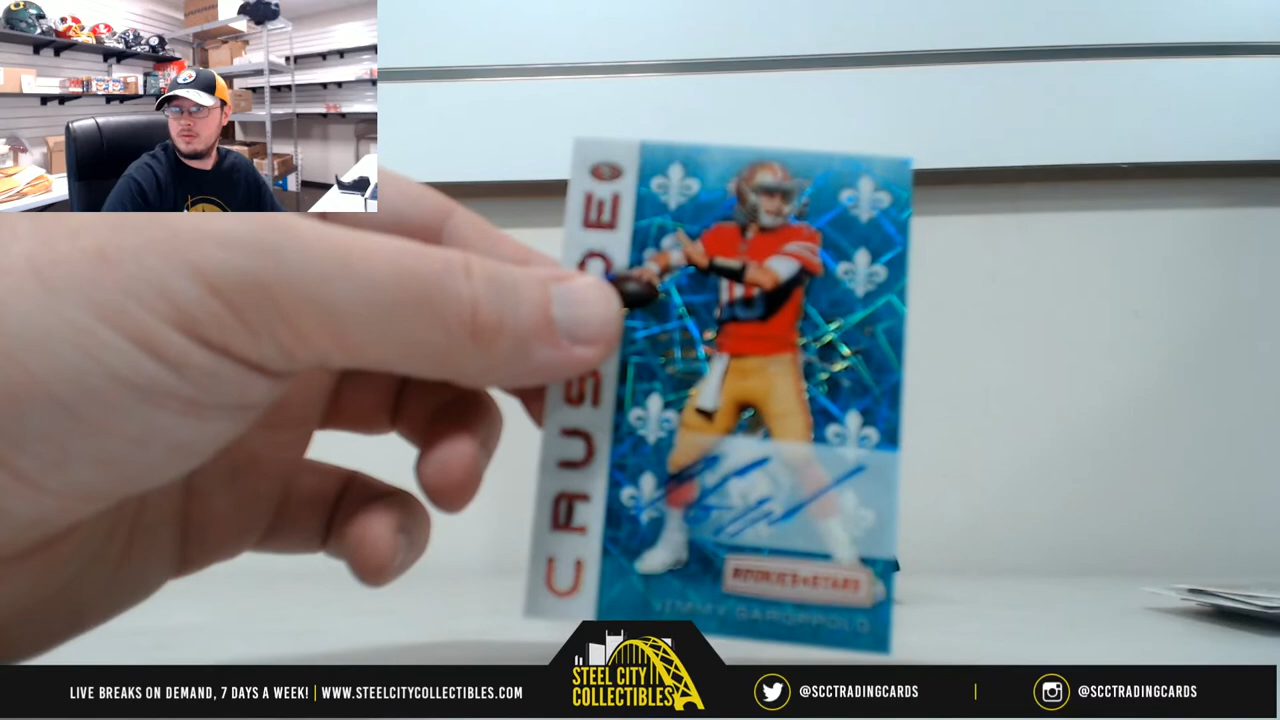 CRUSADE
ROOKIES & STARS
JIMMY GAROPPOLO
STEEL CITY
COLLECTIBLES
LIVE BREAKS ON DEMAND, 7 DAYS A WEEK! | WWW.STEELCITYCOLLECTIBLES.COM
@SCCTRADINGCARDS | @SCCTRADINGCARDS